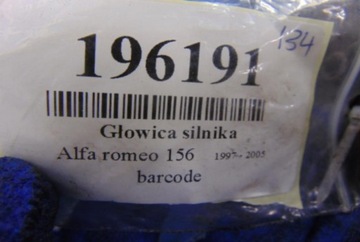 134
196191
Głowica silnika
Alfa romeo 156 1997- 2005
barcode